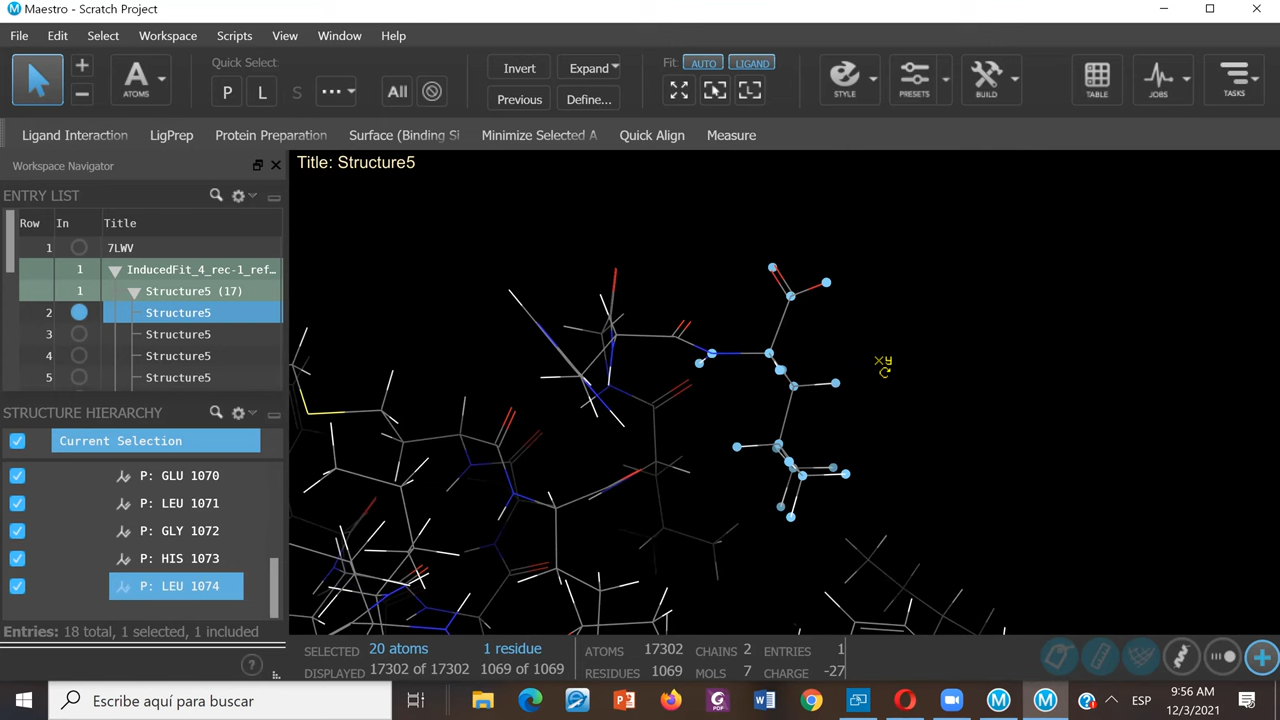 Maestro - Scratch Project
File Edit Select Workspace Scripts View Window Help
Quick Select
ATOMS
P L S ... All
Invert Expand
Previous Define...
Fit: AUTO LIGAND
STYLE PRESETS BUILD TABLE JOBS TASKS
Ligand Interaction LigPrep Protein Preparation Surface (Binding Si Minimize Selected A Quick Align Measure
Workspace Navigator
Title: Structure5
ENTRY LIST
Row In Title
1 7LWV
1 InducedFit_4_rec-1_ref...
1 Structure5 (17)
2 Structure5
3 Structure5
4 Structure5
5 Structure5
STRUCTURE HIERARCHY
Current Selection
P: GLU 1070
P: LEU 1071
P: GLY 1072
P: HIS 1073
P: LEU 1074
Entries: 18 total, 1 selected, 1 included
xy
SELECTED 20 atoms 1 residue ATOMS 17302 CHAINS 2 ENTRIES 1
DISPLAYED 17302 of 17302 1069 of 1069 RESIDUES 1069 MOLS 7 CHARGE -27
Escribe aquí para buscar
ESP
9:56 AM
12/3/2021